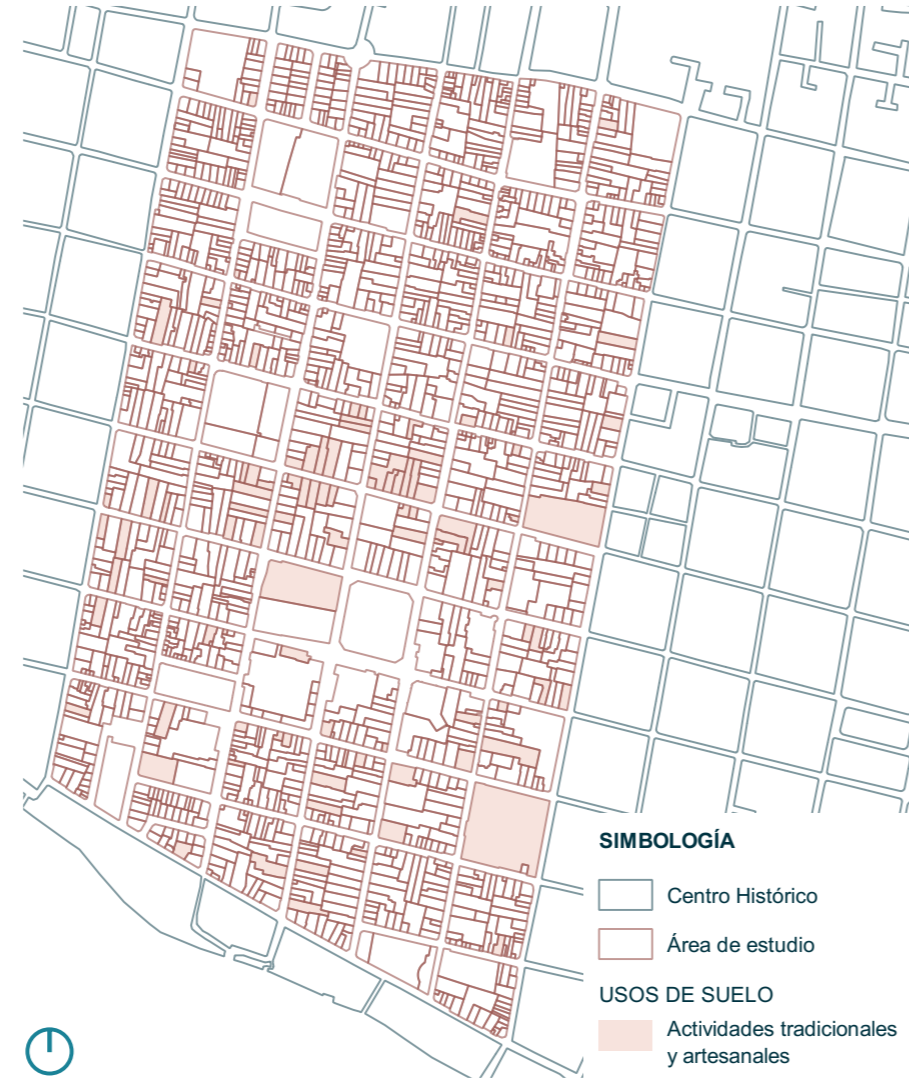 SIMBOLOGÍA
Centro Histórico
Área de estudio
USOS DE SUELO
Actividades tradicionales
y artesanales